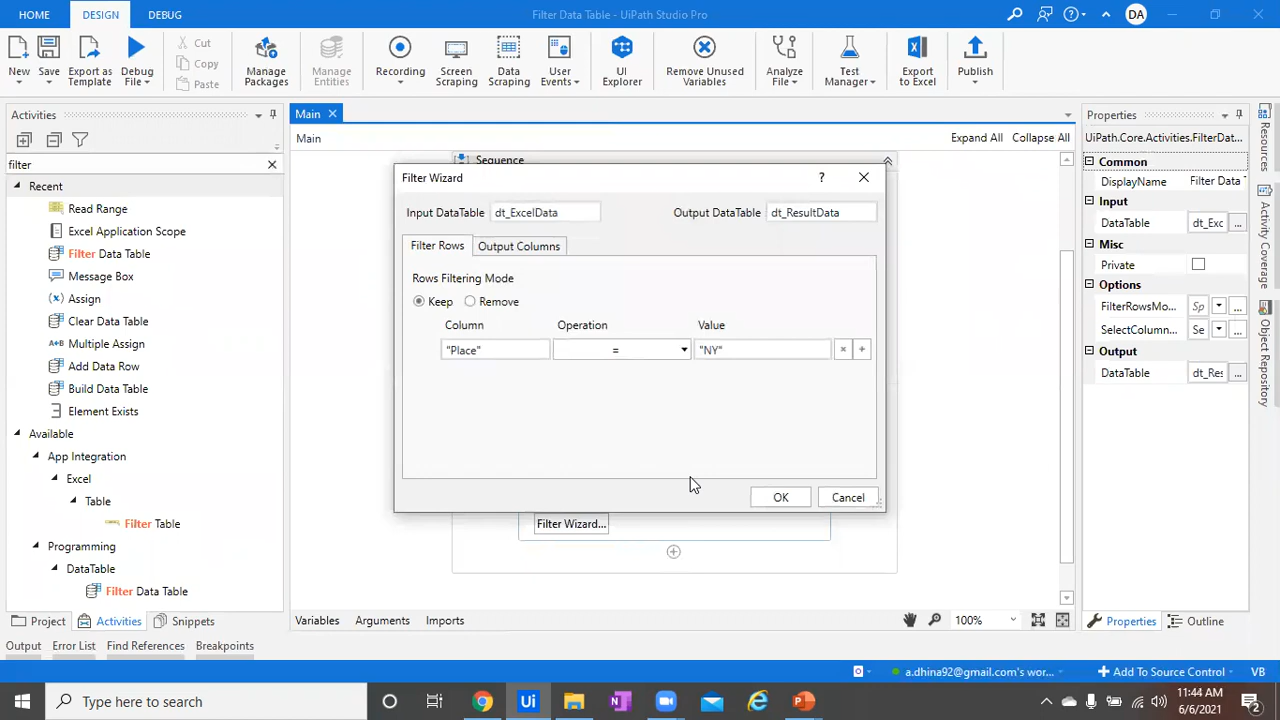 HOME DESIGN DEBUG Filter Data Table - UiPath Studio Pro DA
New Save Export as Template Debug File Cut Copy Paste Manage Packages Manage Entities Recording Screen Scraping Data Scraping User Events UI Explorer Remove Unused Variables Analyze File Test Manager Export to Excel Publish
Activities
filter
Recent
Read Range
Excel Application Scope
Filter Data Table
Message Box
Assign
Clear Data Table
Multiple Assign
Add Data Row
Build Data Table
Element Exists
Available
App Integration
Excel
Table
Filter Table
Programming
DataTable
Filter Data Table
Project Activities Snippets
Main
Main Expand All Collapse All
Sequence
Filter Wizard ?
Input DataTable dt_ExcelData Output DataTable dt_ResultData
Filter Rows Output Columns
Rows Filtering Mode
Keep Remove
Column Operation Value
"Place" = "NY"
OK Cancel
Filter Wizard...
Variables Arguments Imports 100%
Properties
UiPath.Core.Activities.FilterDat...
Common
DisplayName Filter Data
Input
DataTable dt_Exc ...
Misc
Private
Options
FilterRowsMo... Sp ...
SelectColumn... Se ...
Output
DataTable dt_Res ...
Properties Outline
Resources
Activity Coverage
Object Repository
Output Error List Find References Breakpoints
a.dhina92@gmail.com's wor... Add To Source Control VB
Type here to search
Ui
11:44 AM
6/6/2021
2